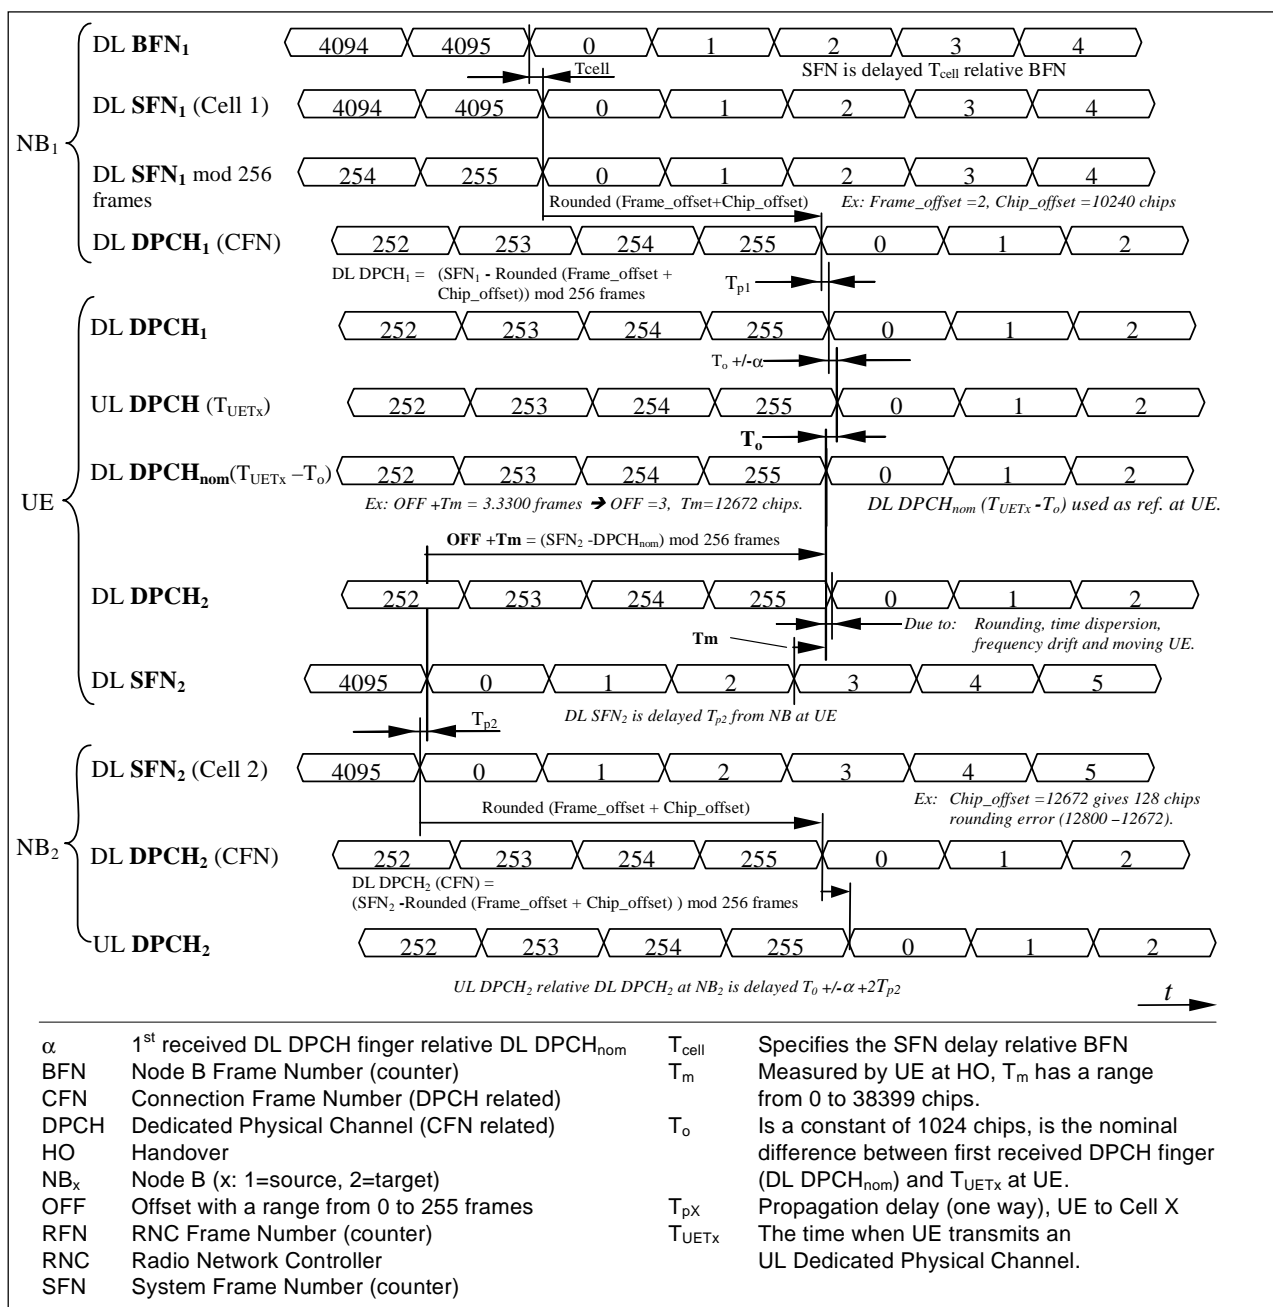 DL BFN1 4094 4095 0 1 2 3 4
Tcell SFN is delayed Tcell relative BFN
DL SFN1 (Cell 1) 4094 4095 0 1 2 3 4
NB1
DL SFN1 mod 256 frames 254 255 0 1 2 3 4
Rounded (Frame_offset+Chip_offset) Ex: Frame_offset =2, Chip_offset =10240 chips
DL DPCH1 (CFN) 252 253 254 255 0 1 2
DL DPCH1 = (SFN1 - Rounded (Frame_offset +
Chip_offset)) mod 256 frames
Tp1
DL DPCH1 252 253 254 255 0 1 2
To +/-α
UL DPCH (TUETx) 252 253 254 255 0 1 2
To
DL DPCHnom(TUETx –To) 252 253 254 255 0 1 2
UE
Ex: OFF +Tm = 3.3300 frames ➔ OFF =3, Tm=12672 chips. DL DPCHnom (TUETx -To) used as ref. at UE.
OFF +Tm = (SFN2 -DPCHnom) mod 256 frames
DL DPCH2 252 253 254 255 0 1 2
Due to: Rounding, time dispersion,
frequency drift and moving UE.
Tm
DL SFN2 4095 0 1 2 3 4 5
DL SFN2 is delayed Tp2 from NB at UE
Tp2
DL SFN2 (Cell 2) 4095 0 1 2 3 4 5
Rounded (Frame_offset + Chip_offset)
Ex: Chip_offset =12672 gives 128 chips
rounding error (12800 –12672).
NB2
DL DPCH2 (CFN) 252 253 254 255 0 1 2
DL DPCH2 (CFN) =
(SFN2 -Rounded (Frame_offset + Chip_offset) ) mod 256 frames
UL DPCH2 252 253 254 255 0 1 2
UL DPCH2 relative DL DPCH2 at NB2 is delayed T0 +/-α +2Tp2
t
α 1st received DL DPCH finger relative DL DPCHnom
BFN Node B Frame Number (counter)
CFN Connection Frame Number (DPCH related)
DPCH Dedicated Physical Channel (CFN related)
HO Handover
NBx Node B (x: 1=source, 2=target)
OFF Offset with a range from 0 to 255 frames
RFN RNC Frame Number (counter)
RNC Radio Network Controller
SFN System Frame Number (counter)
Tcell Specifies the SFN delay relative BFN
Tm Measured by UE at HO, Tm has a range
from 0 to 38399 chips.
To Is a constant of 1024 chips, is the nominal
difference between first received DPCH finger
(DL DPCHnom) and TUETx at UE.
TpX Propagation delay (one way), UE to Cell X
TUETx The time when UE transmits an
UL Dedicated Physical Channel.